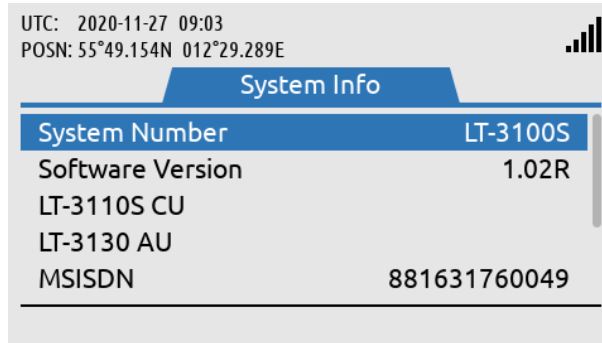 UTC: 2020-11-27 09:03
POSN: 55°49.154N 012°29.289E
System Info
System Number LT-3100S
Software Version 1.02R
LT-3110S CU
LT-3130 AU
MSISDN 881631760049